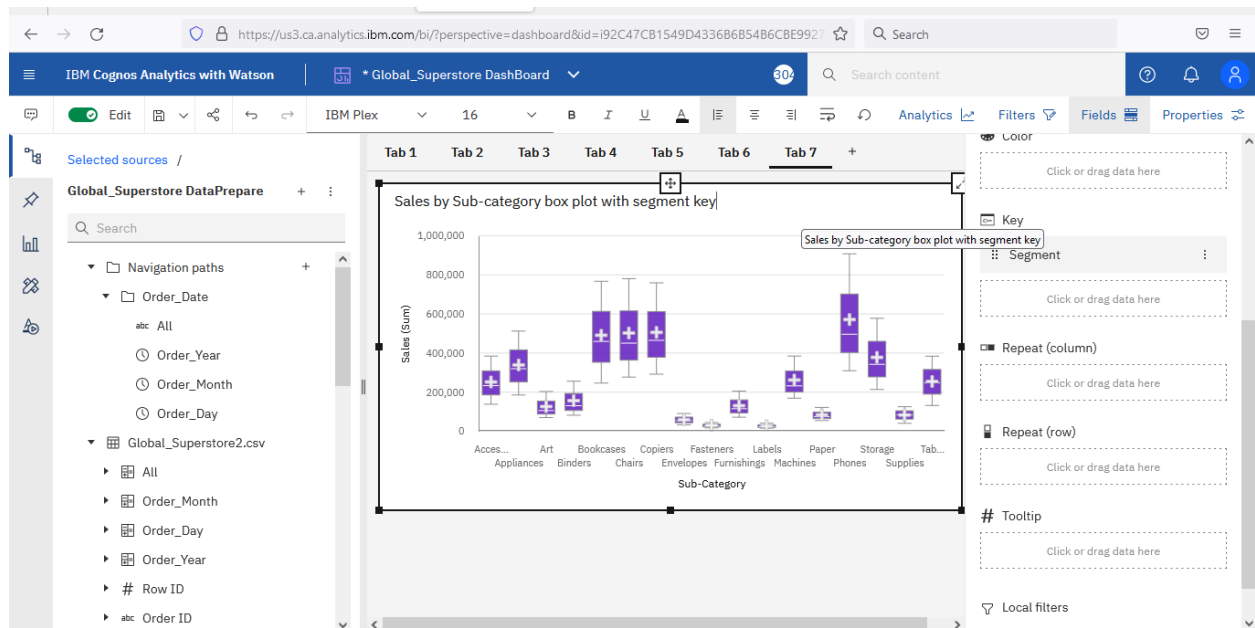 https://us3.ca.analytics.ibm.com/bi/?perspective=dashboard&id=i92C47CB1549D4336B6B54B6CBE9927
Search
IBM Cognos Analytics with Watson
* Global_Superstore DashBoard
304
Search content
Edit
IBM Plex
16
B
I
U
A
Analytics
Filters
Fields
Properties
Selected sources /
Global_Superstore DataPrepare
Search
Navigation paths
Order_Date
abc All
Order_Year
Order_Month
Order_Day
Global_Superstore2.csv
All
Order_Month
Order_Day
Order_Year
# Row ID
abc Order ID
Tab 1 Tab 2 Tab 3 Tab 4 Tab 5 Tab 6 Tab 7 +
Sales by Sub-category box plot with segment key
Sales by Sub-category box plot with segment key
Sales (Sum)
1,000,000
800,000
600,000
400,000
200,000
0
Acces... Art Bookcases Copiers Fasteners Labels Paper Storage Tab...
Appliances Binders Chairs Envelopes Furnishings Machines Phones Supplies
Sub-Category
Color
Click or drag data here
Key
Segment
Click or drag data here
Repeat (column)
Click or drag data here
Repeat (row)
Click or drag data here
# Tooltip
Click or drag data here
Local filters